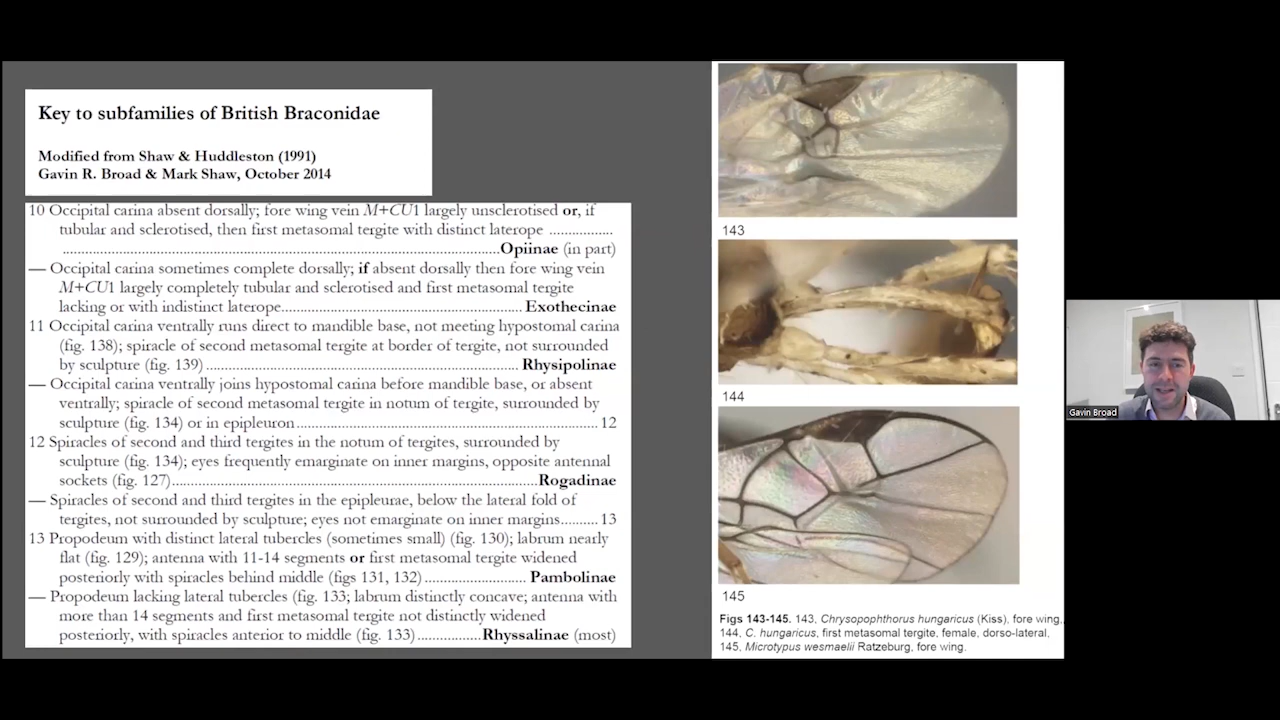 Key to subfamilies of British Braconidae
Modified from Shaw & Huddleston (1991)
Gavin R. Broad & Mark Shaw, October 2014
10 Occipital carina absent dorsally; fore wing vein M+CU1 largely unsclerotised or, if
tubular and sclerotised, then first metasomal tergite with distinct laterope .................
....................................................................................................Opiinae (in part)
— Occipital carina sometimes complete dorsally; if absent dorsally then fore wing vein
M+CU1 largely completely tubular and sclerotised and first metasomal tergite
lacking or with indistinct laterope........................................................ Exothecinae
11 Occipital carina ventrally runs direct to mandible base, not meeting hypostomal carina
(fig. 138); spiracle of second metasomal tergite at border of tergite, not surrounded
by sculpture (fig. 139) ......................................................................... Rhysipolinae
— Occipital carina ventrally joins hypostomal carina before mandible base, or absent
ventrally; spiracle of second metasomal tergite in notum of tergite, surrounded by
sculpture (fig. 134) or in epipleuron ..................................................................... 12
12 Spiracles of second and third tergites in the notum of tergites, surrounded by
sculpture (fig. 134); eyes frequently emarginate on inner margins, opposite antennal
sockets (fig. 127)..................................................................................... Rogadinae
— Spiracles of second and third tergites in the epipleurae, below the lateral fold of
tergites, not surrounded by sculpture; eyes not emarginate on inner margins.......... 13
13 Propodeum with distinct lateral tubercles (sometimes small) (fig. 130); labrum nearly
flat (fig. 129); antenna with 11-14 segments or first metasomal tergite widened
posteriorly with spiracles behind middle (figs 131, 132) ........................ Pambolinae
— Propodeum lacking lateral tubercles (fig. 133; labrum distinctly concave; antenna with
more than 14 segments and first metasomal tergite not distinctly widened
posteriorly, with spiracles anterior to middle (fig. 133) ...............Rhyssalinae (most)
143
144
145
Figs 143-145. 143, Chrysopophthorus hungaricus (Kiss), fore wing,
144, C. hungaricus, first metasomal tergite, female, dorso-lateral,
145, Microtypus wesmaelii Ratzeburg, fore wing.
Gavin Broad